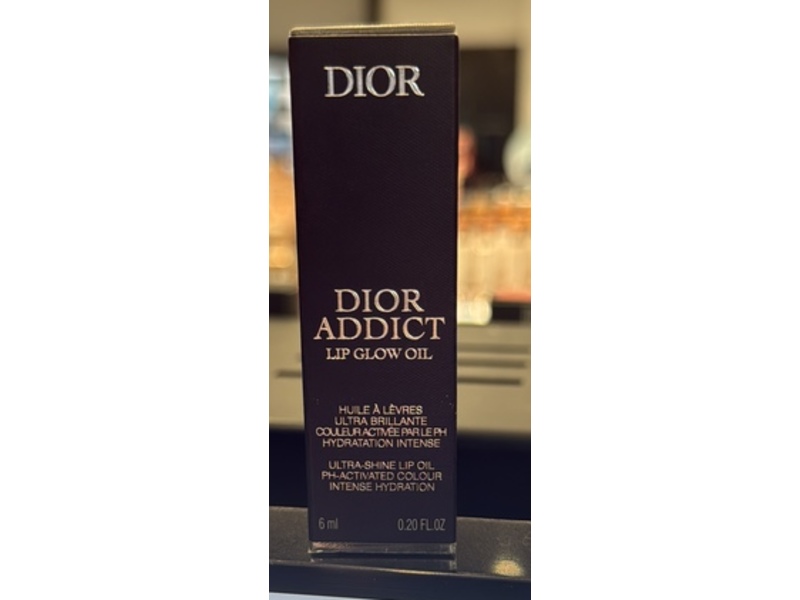 DIOR
DIOR
ADDICT
LIP GLOW OIL
HUILE À LÈVRES
ULTRA BRILLANTE
COULEUR ACTIVÉE PAR LE PH
HYDRATATION INTENSE
ULTRA-SHINE LIP OIL
PH-ACTIVATED COLOUR
INTENSE HYDRATION
6 ml 0.20 FL.OZ